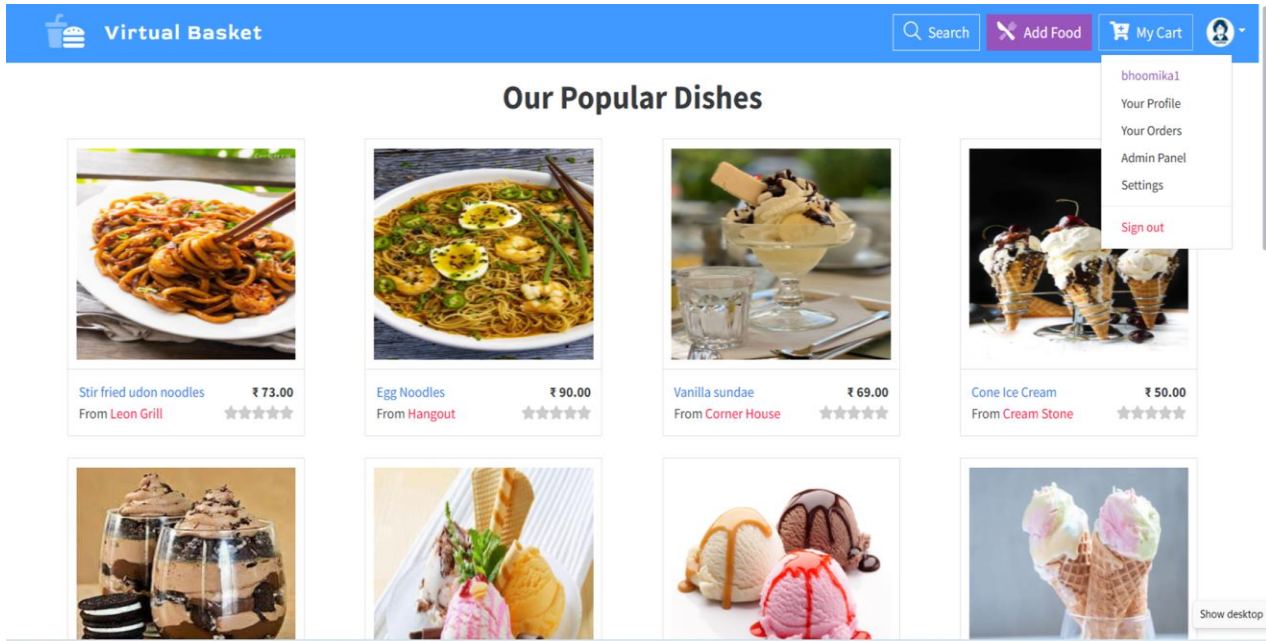 Virtual Basket
Search
Add Food
My Cart
bhoomika1
Your Profile
Your Orders
Admin Panel
Settings
Sign out
Our Popular Dishes
Stir fried udon noodles ₹ 73.00
From Leon Grill
Egg Noodles ₹ 90.00
From Hangout
Vanilla sundae ₹ 69.00
From Corner House
Cone Ice Cream ₹ 50.00
From Cream Stone
Show desktop